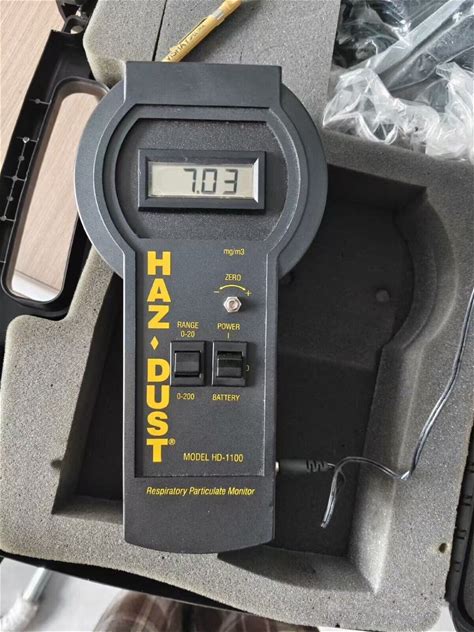 7.03
mg/m3
ZERO
- +
HAZ DUST®
RANGE
0-20
0-200
POWER
I
O
BATTERY
MODEL HD-1100
Respiratory Particulate Monitor